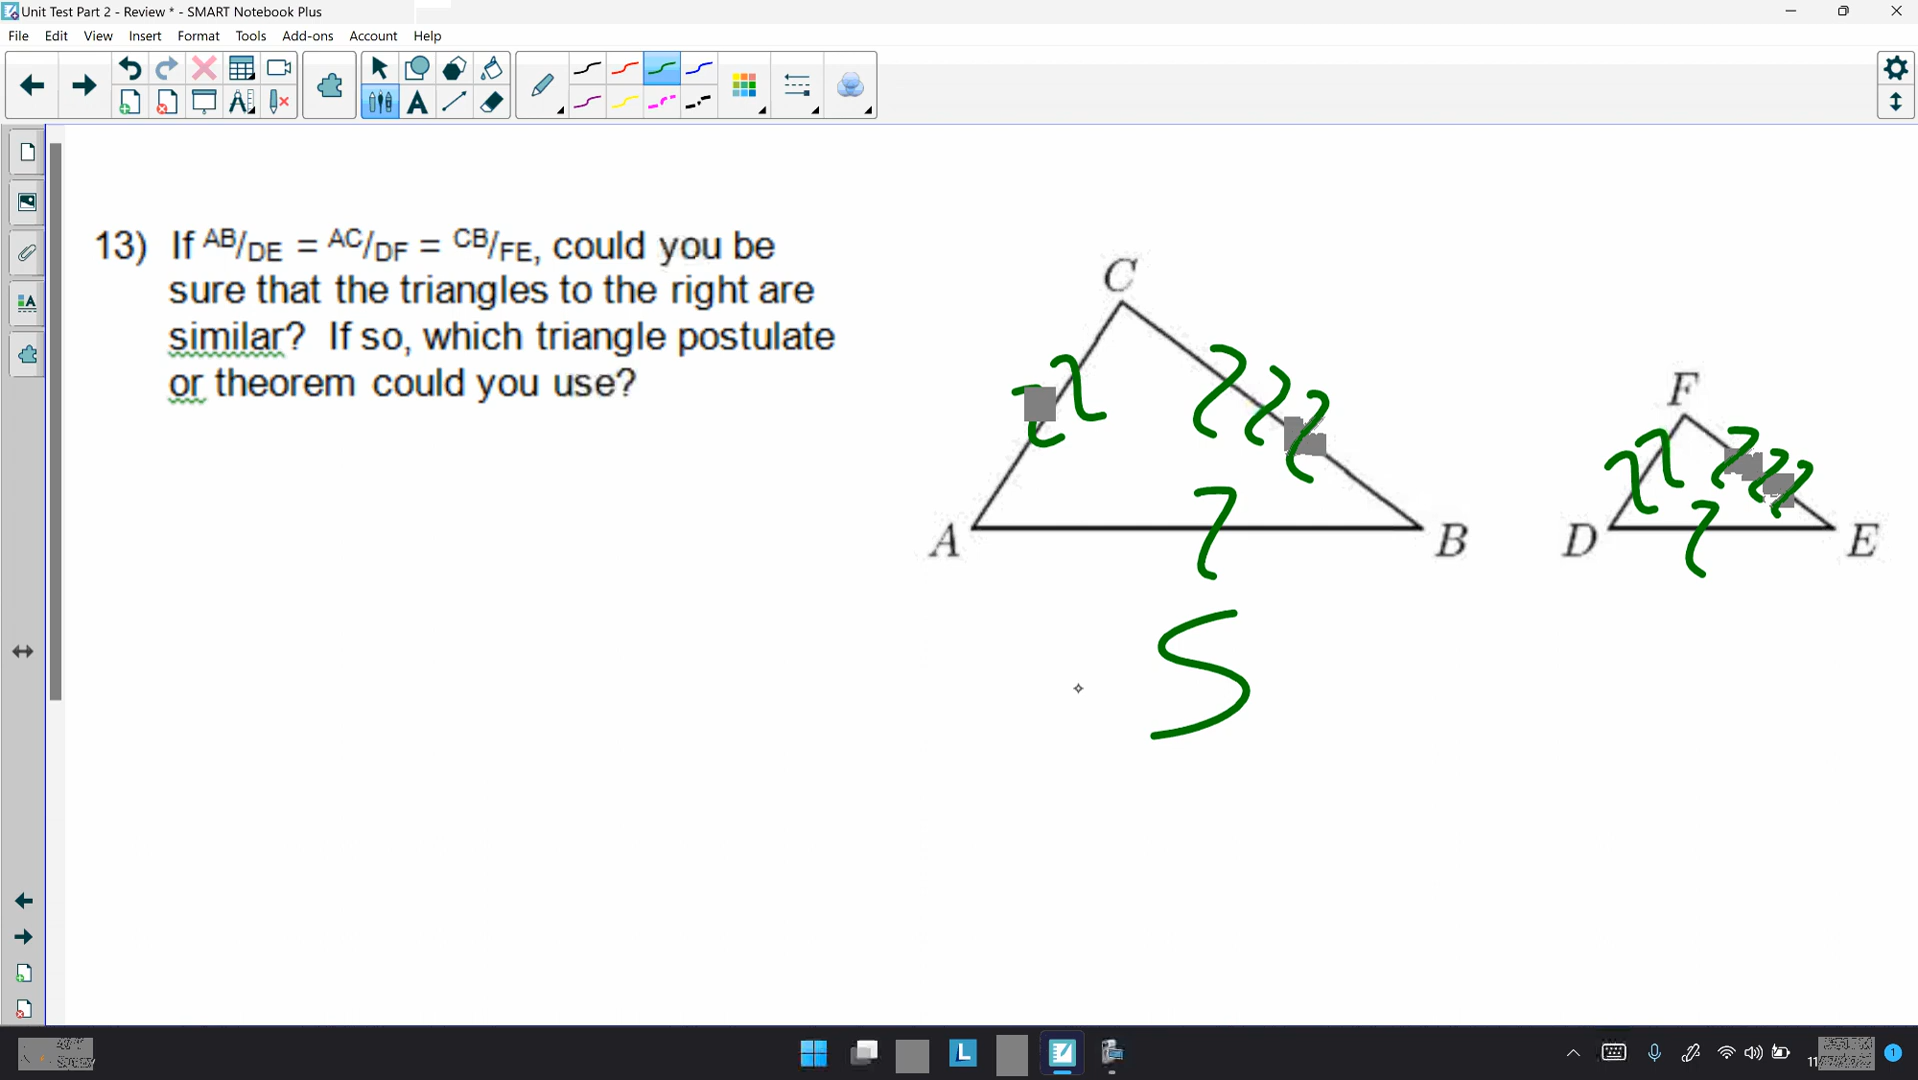 Unit Test Part 2 - Review * - SMART Notebook Plus
File Edit View Insert Format Tools Add-ons Account Help
13) If AB/DE = AC/DF = CB/FE, could you be
sure that the triangles to the right are
similar? If so, which triangle postulate
or theorem could you use?
C
F
A B D E
S
L
1